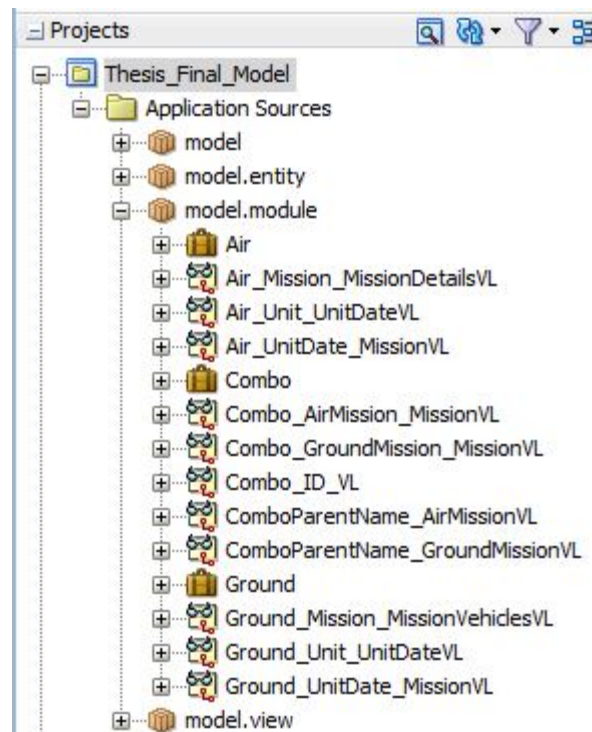 Projects
Thesis_Final_Model
Application Sources
model
model.entity
model.module
Air
Air_Mission_MissionDetailsVL
Air_Unit_UnitDateVL
Air_UnitDate_MissionVL
Combo
Combo_AirMission_MissionVL
Combo_GroundMission_MissionVL
Combo_ID_VL
ComboParentName_AirMissionVL
ComboParentName_GroundMissionVL
Ground
Ground_Mission_MissionVehiclesVL
Ground_Unit_UnitDateVL
Ground_UnitDate_MissionVL
model.view